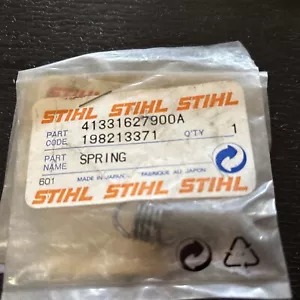 STIHL STIHL STIHL
PART 41331627900A
CODE 198213371 Q'TY 1
PART
NAME SPRING
601 MADE IN JAPAN FABRIQUE AU JAPON
STIHL STIHL STIHL